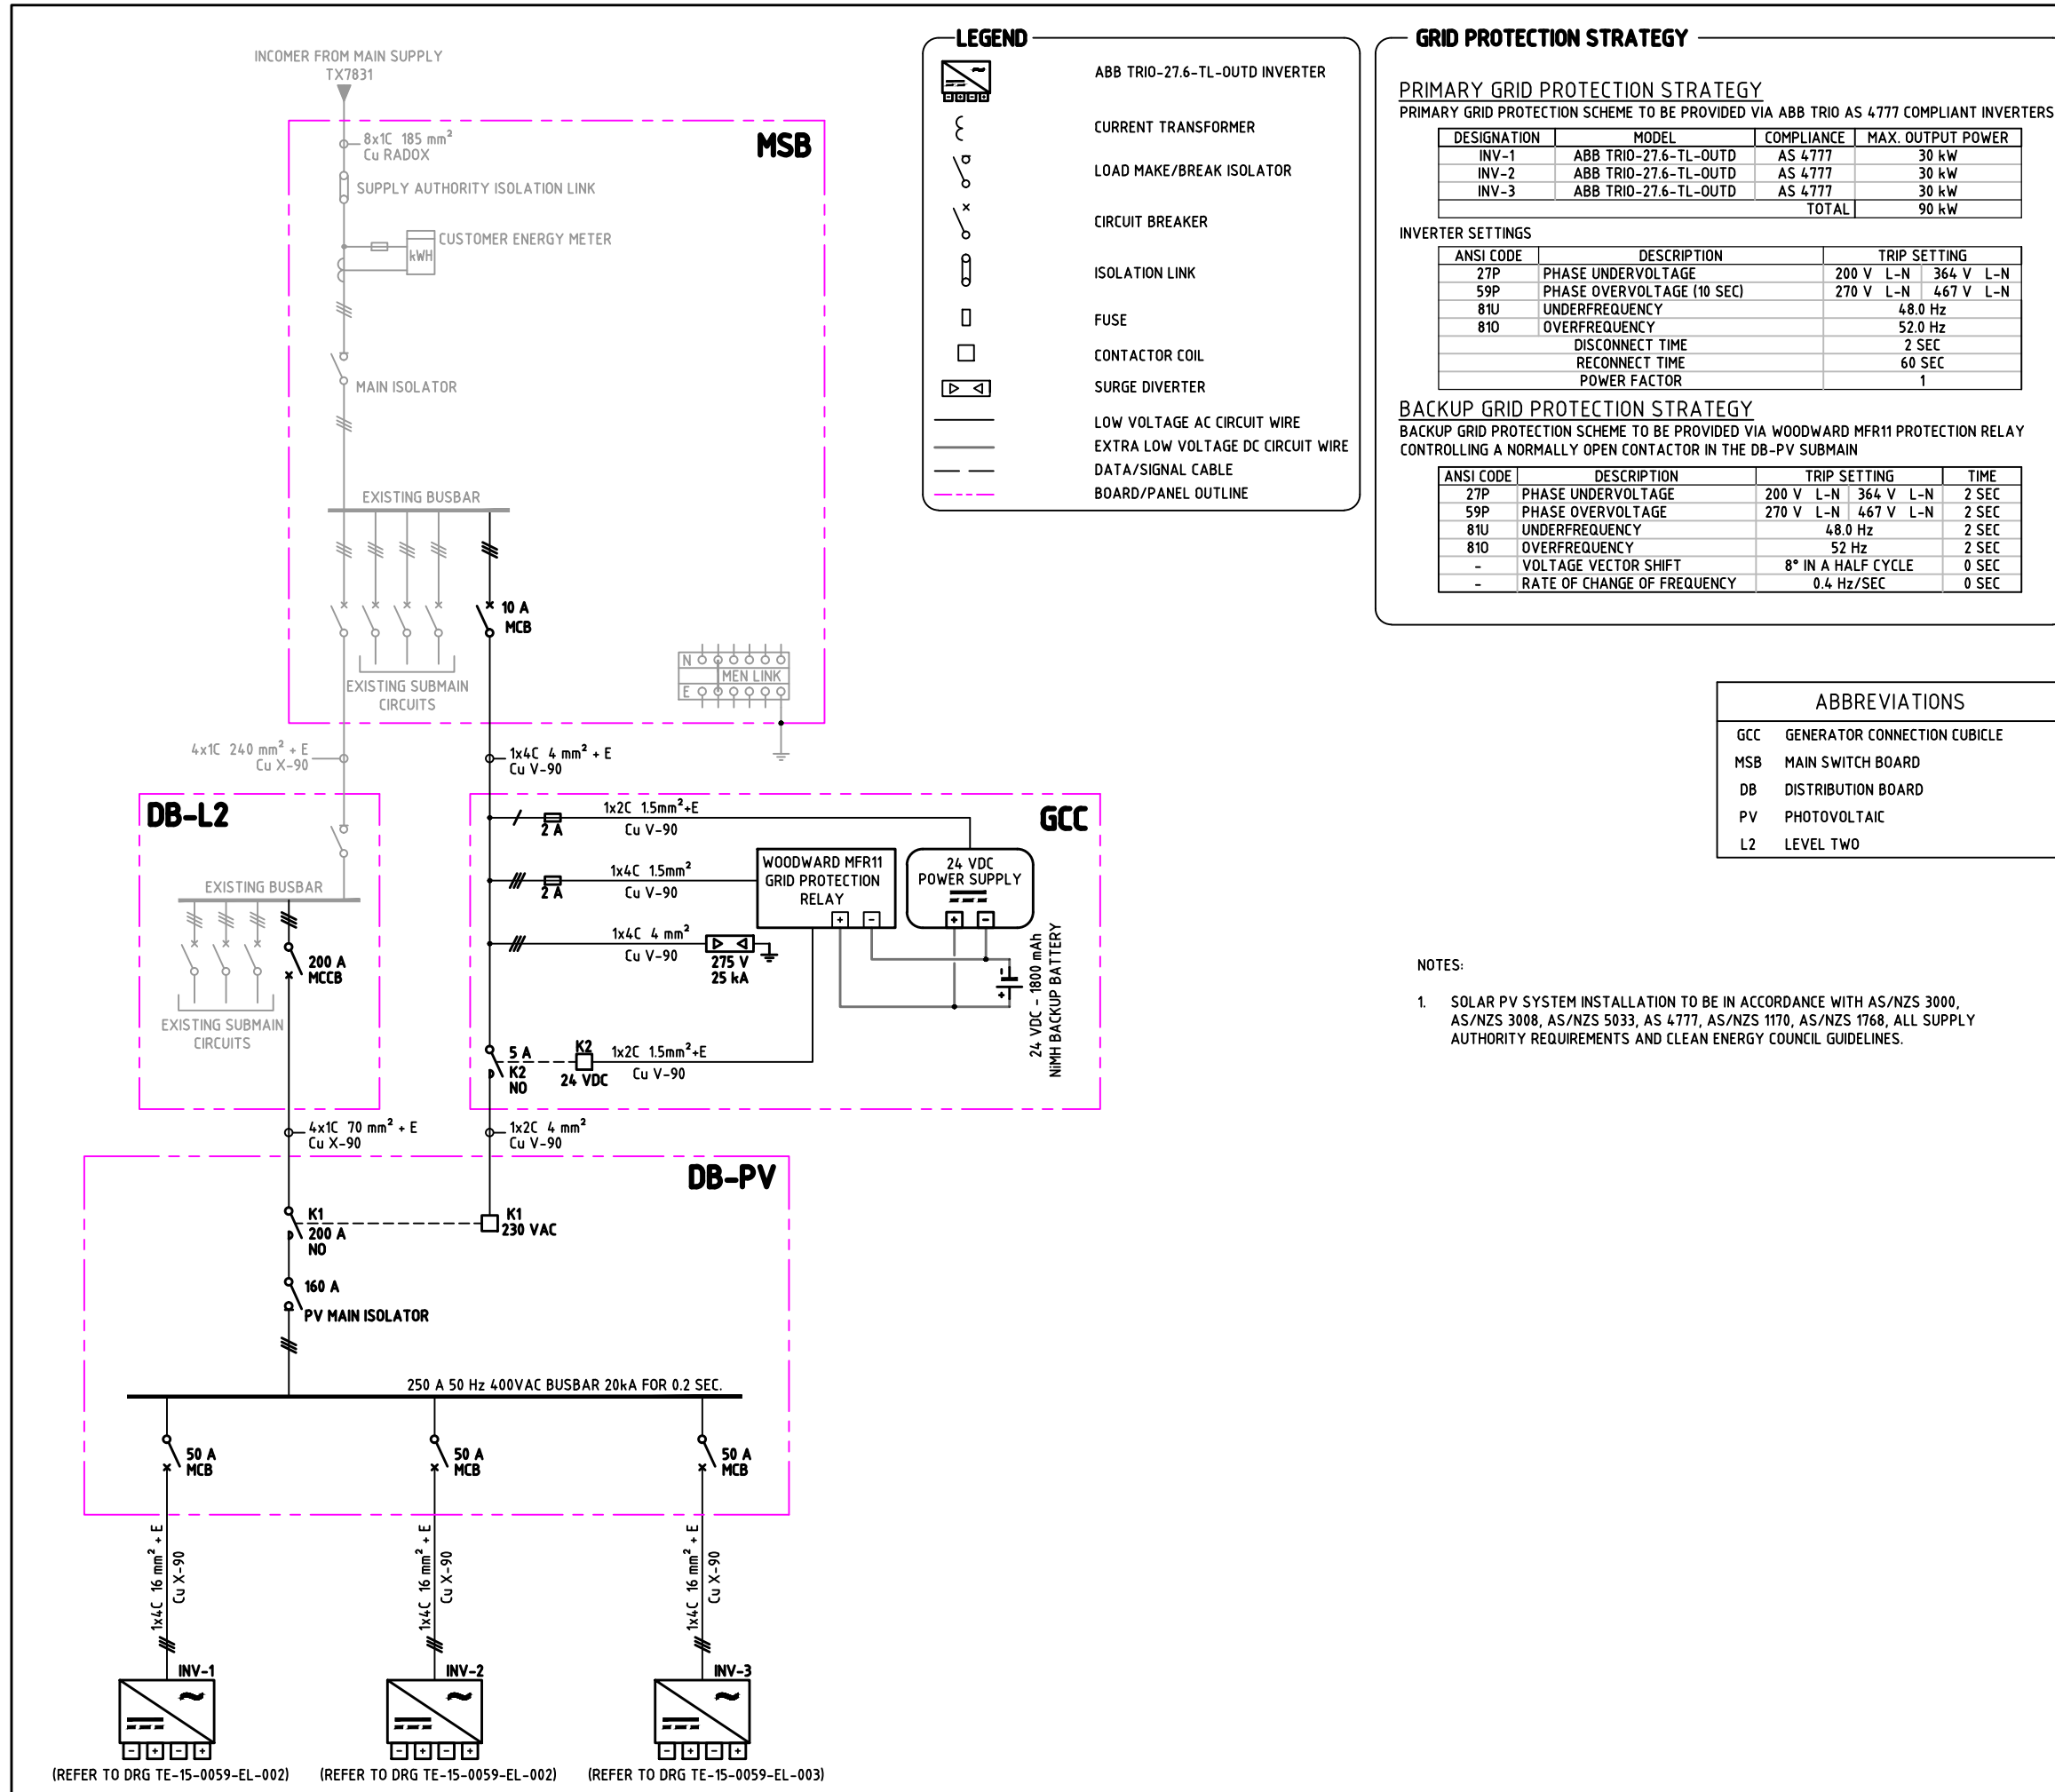 INCOMER FROM MAIN SUPPLY
TX7831
MSB
8x1C 185 mm²
Cu RADOX
SUPPLY AUTHORITY ISOLATION LINK
CUSTOMER ENERGY METER
kWH
MAIN ISOLATOR
EXISTING BUSBAR
10 A
MCB
EXISTING SUBMAIN
CIRCUITS
N
MEN LINK
E
4x1C 240 mm² + E
Cu X-90
1x4C 4 mm² + E
Cu V-90
DB-L2
EXISTING BUSBAR
200 A
MCCB
EXISTING SUBMAIN
CIRCUITS
GCC
1x2C 1.5mm²+E
2 A
Cu V-90
1x4C 1.5mm²
2 A
Cu V-90
WOODWARD MFR11
GRID PROTECTION
RELAY
+ -
24 VDC
POWER SUPPLY
+ -
1x4C 4 mm²
Cu V-90
275 V
25 kA
- +
24 VDC - 1800 mAh
NiMH BACKUP BATTERY
5 A
K2
NO
K2
24 VDC
1x2C 1.5mm²+E
Cu V-90
4x1C 70 mm² + E
Cu X-90
1x2C 4 mm²
Cu V-90
DB-PV
K1
200 A
NO
K1
230 VAC
160 A
PV MAIN ISOLATOR
250 A 50 Hz 400VAC BUSBAR 20kA FOR 0.2 SEC.
50 A
MCB
50 A
MCB
50 A
MCB
1x4C 16 mm² + E
Cu X-90
1x4C 16 mm² + E
Cu X-90
1x4C 16 mm² + E
Cu X-90
INV-1
INV-2
INV-3
- + - +
- + - +
- + - +
(REFER TO DRG TE-15-0059-EL-002)
(REFER TO DRG TE-15-0059-EL-002)
(REFER TO DRG TE-15-0059-EL-003)
LEGEND
ABB TRIO-27.6-TL-OUTD INVERTER
CURRENT TRANSFORMER
LOAD MAKE/BREAK ISOLATOR
CIRCUIT BREAKER
ISOLATION LINK
FUSE
CONTACTOR COIL
SURGE DIVERTER
LOW VOLTAGE AC CIRCUIT WIRE
EXTRA LOW VOLTAGE DC CIRCUIT WIRE
DATA/SIGNAL CABLE
BOARD/PANEL OUTLINE
GRID PROTECTION STRATEGY
PRIMARY GRID PROTECTION STRATEGY
PRIMARY GRID PROTECTION SCHEME TO BE PROVIDED VIA ABB TRIO AS 4777 COMPLIANT INVERTERS
DESIGNATION MODEL COMPLIANCE MAX. OUTPUT POWER
INV-1 ABB TRIO-27.6-TL-OUTD AS 4777 30 kW
INV-2 ABB TRIO-27.6-TL-OUTD AS 4777 30 kW
INV-3 ABB TRIO-27.6-TL-OUTD AS 4777 30 kW
TOTAL 90 kW
INVERTER SETTINGS
ANSI CODE DESCRIPTION TRIP SETTING
27P PHASE UNDERVOLTAGE 200 V L-N 364 V L-N
59P PHASE OVERVOLTAGE (10 SEC) 270 V L-N 467 V L-N
81U UNDERFREQUENCY 48.0 Hz
81O OVERFREQUENCY 52.0 Hz
DISCONNECT TIME 2 SEC
RECONNECT TIME 60 SEC
POWER FACTOR 1
BACKUP GRID PROTECTION STRATEGY
BACKUP GRID PROTECTION SCHEME TO BE PROVIDED VIA WOODWARD MFR11 PROTECTION RELAY
CONTROLLING A NORMALLY OPEN CONTACTOR IN THE DB-PV SUBMAIN
ANSI CODE DESCRIPTION TRIP SETTING TIME
27P PHASE UNDERVOLTAGE 200 V L-N 364 V L-N 2 SEC
59P PHASE OVERVOLTAGE 270 V L-N 467 V L-N 2 SEC
81U UNDERFREQUENCY 48.0 Hz 2 SEC
81O OVERFREQUENCY 52 Hz 2 SEC
- VOLTAGE VECTOR SHIFT 8° IN A HALF CYCLE 0 SEC
- RATE OF CHANGE OF FREQUENCY 0.4 Hz/SEC 0 SEC
ABBREVIATIONS
GCC GENERATOR CONNECTION CUBICLE
MSB MAIN SWITCH BOARD
DB DISTRIBUTION BOARD
PV PHOTOVOLTAIC
L2 LEVEL TWO
NOTES:
1. SOLAR PV SYSTEM INSTALLATION TO BE IN ACCORDANCE WITH AS/NZS 3000,
AS/NZS 3008, AS/NZS 5033, AS 4777, AS/NZS 1170, AS/NZS 1768, ALL SUPPLY
AUTHORITY REQUIREMENTS AND CLEAN ENERGY COUNCIL GUIDELINES.